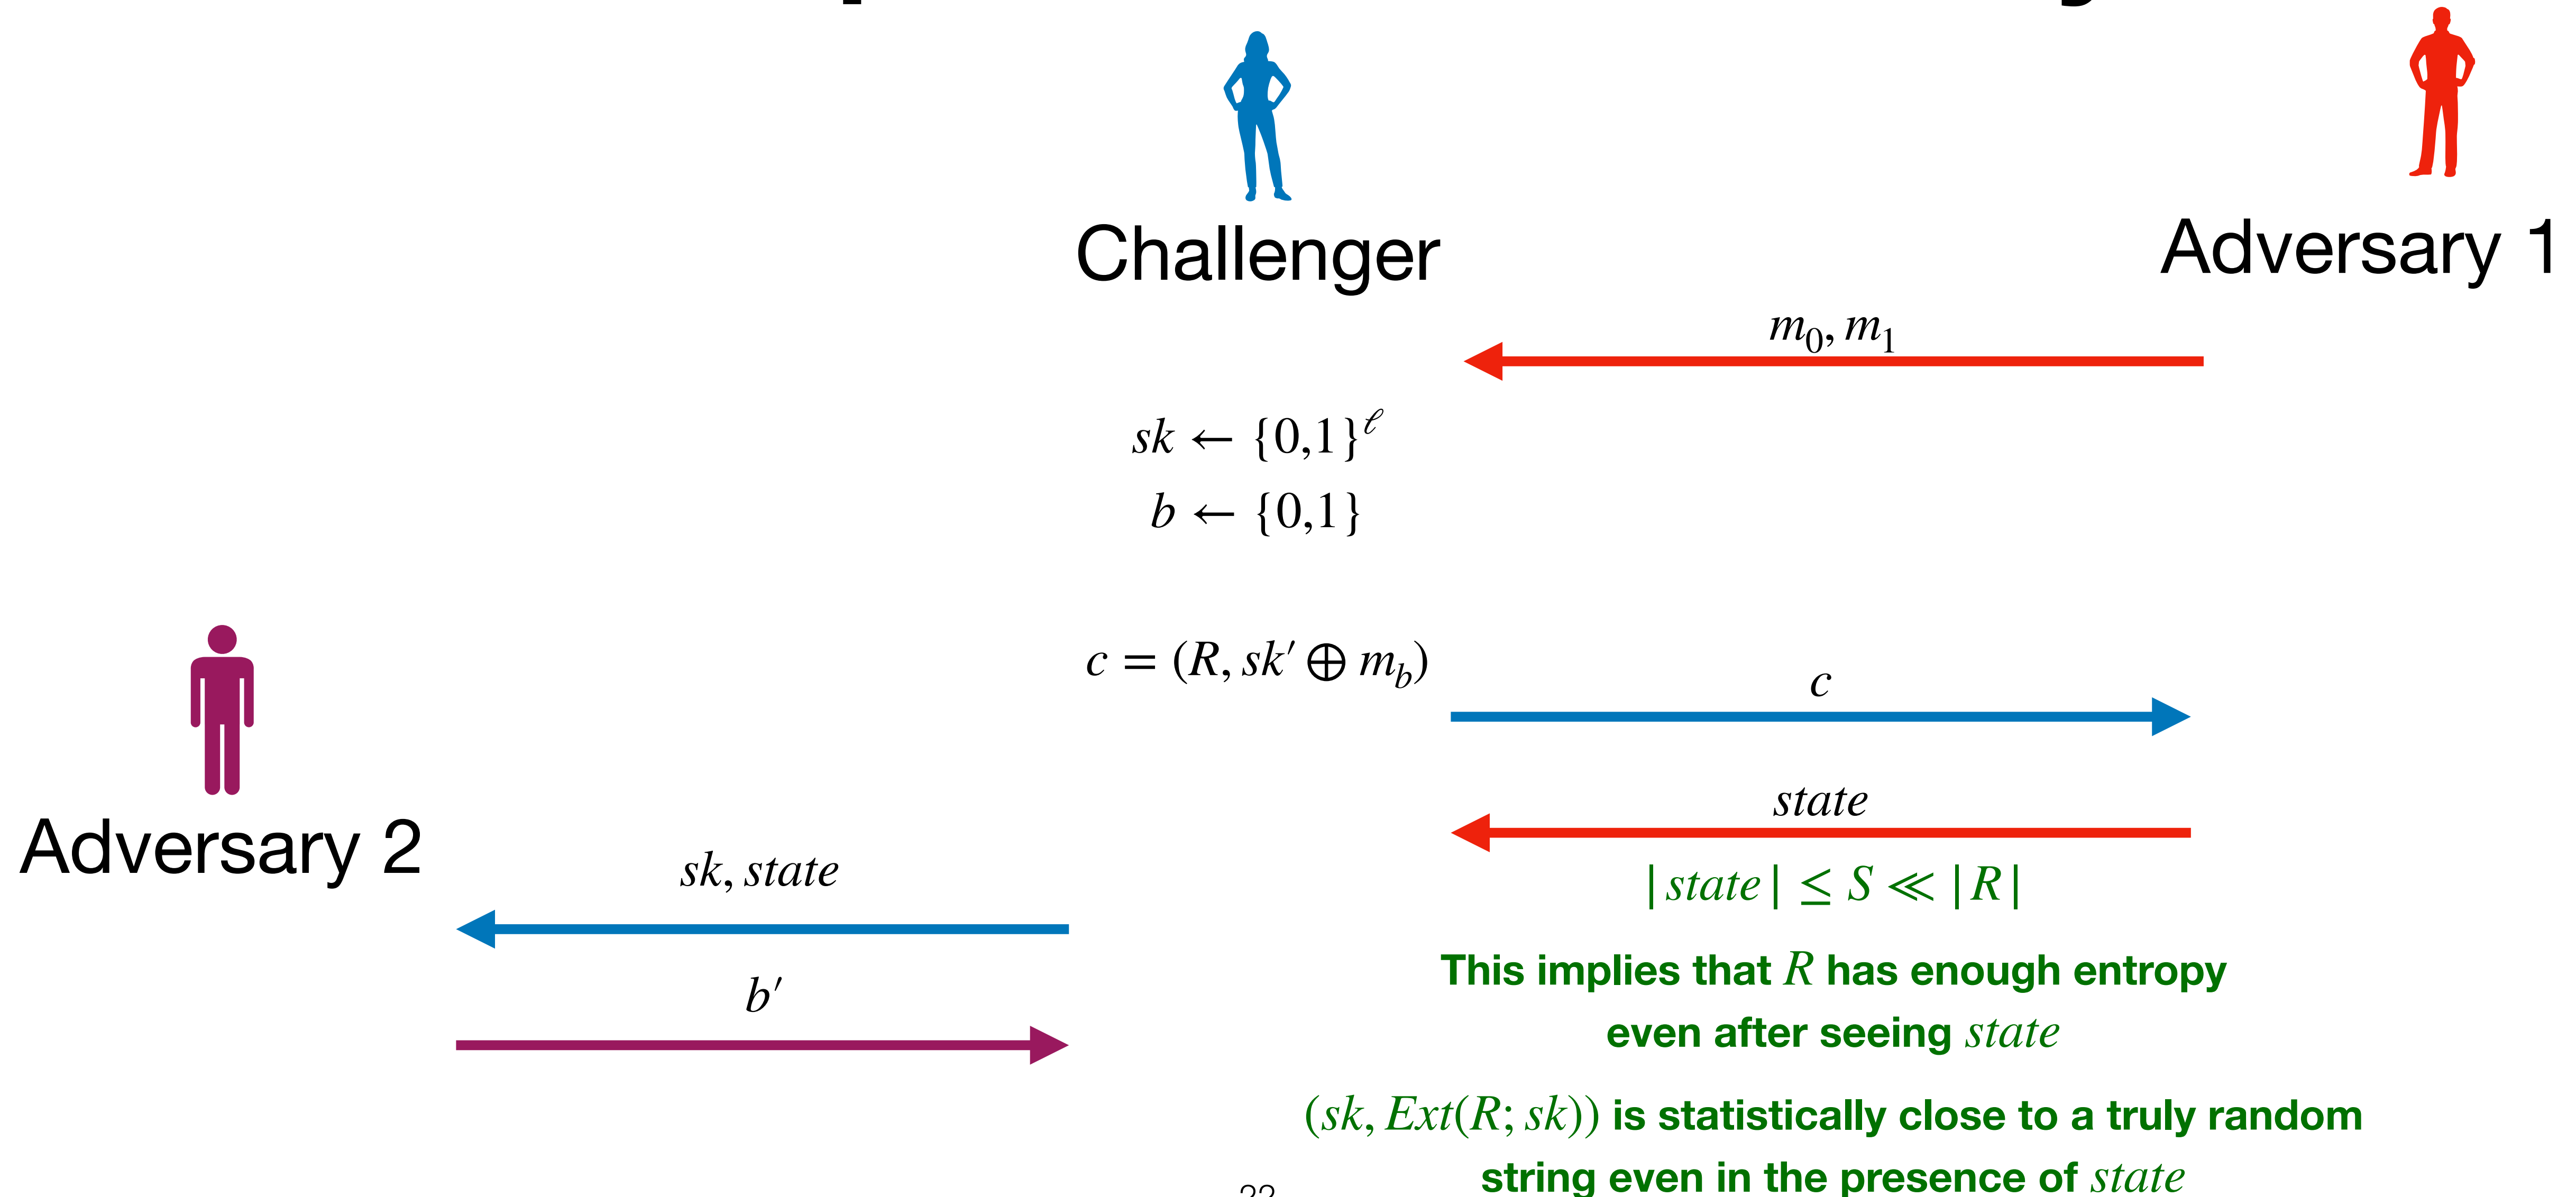 Challenger
Adversary 1
m₀, m₁
sk ← {0,1}^ℓ
b ← {0,1}
c = (R, sk′ ⊕ m_b)
c
state
|state| ≤ S ≪ |R|
Adversary 2
sk, state
b′
This implies that R has enough entropy
even after seeing state
(sk, Ext(R; sk)) is statistically close to a truly random
string even in the presence of state